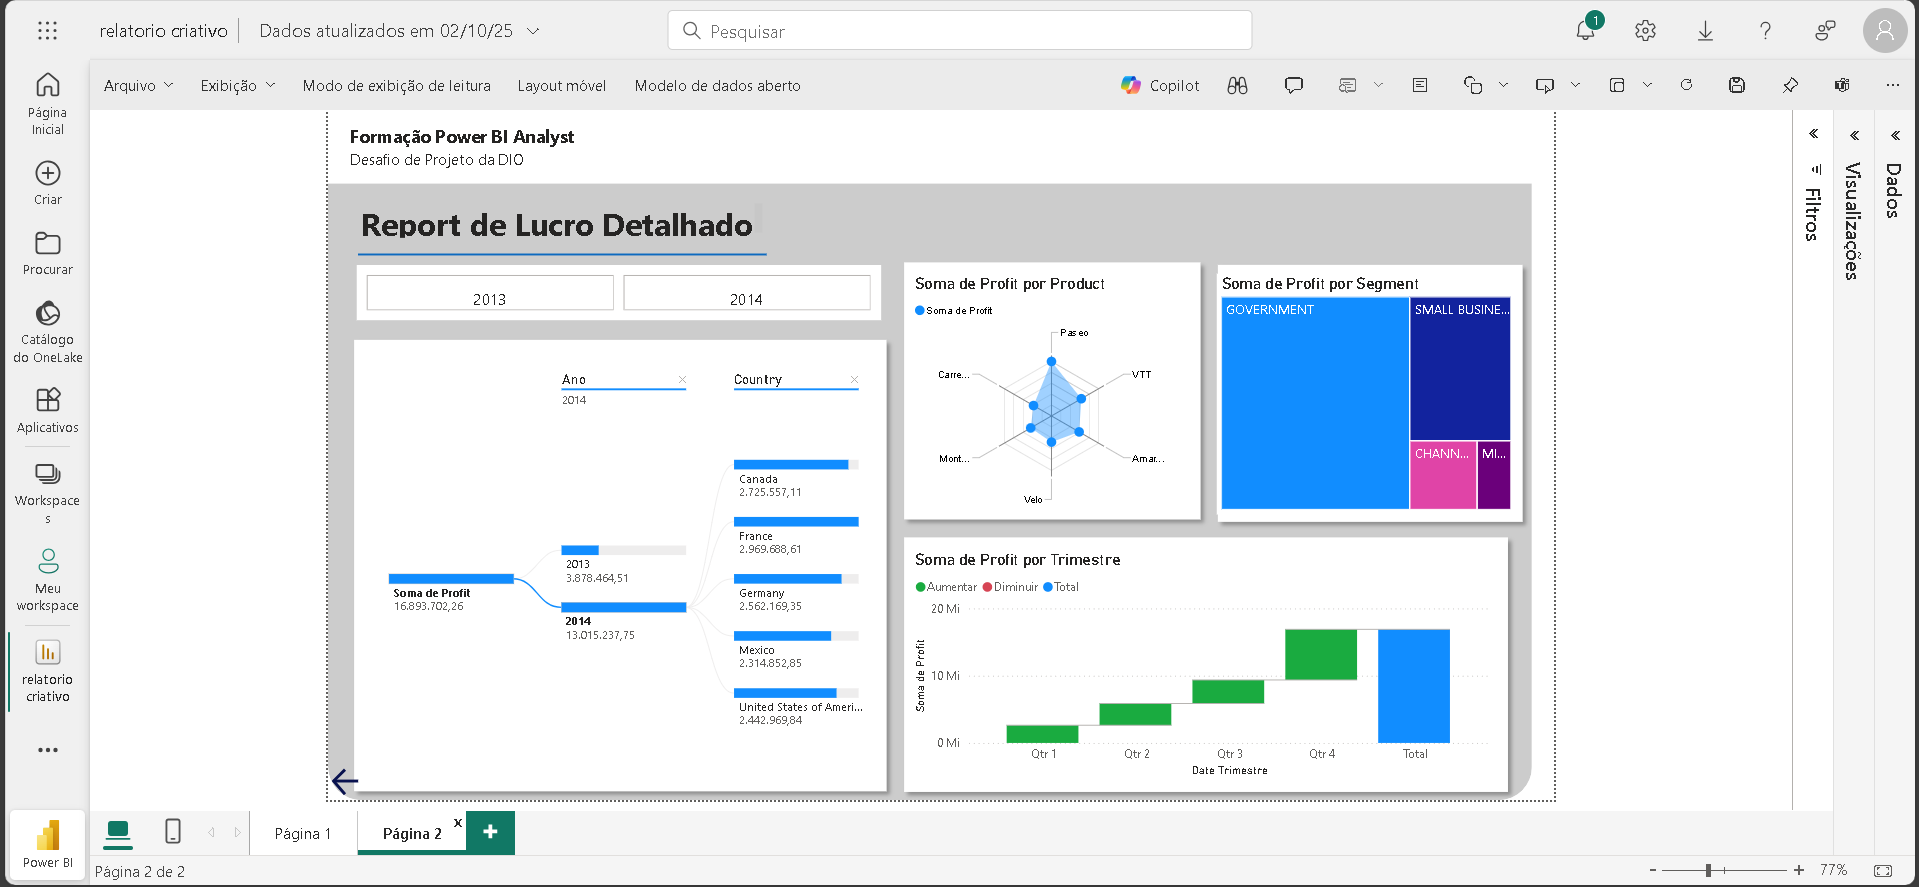 relatorio criativo
Dados atualizados em 02/10/25
Pesquisar
1
Arquivo
Exibição
Modo de exibição de leitura
Layout móvel
Modelo de dados aberto
Copilot
Página
Inicial
Criar
Procurar
Catálogo
do OneLake
Aplicativos
Workspace
s
Meu
workspace
relatorio
criativo
Power BI
Formação Power BI Analyst
Desafio de Projeto da DIO
Report de Lucro Detalhado
2013
2014
Ano
2014
Country
Soma de Profit
16.893.702,26
2013
3.878.464,51
2014
13.015.237,75
Canada
2.725.557,11
France
2.969.688,61
Germany
2.562.169,35
Mexico
2.314.852,85
United States of Ameri...
2.442.969,84
Soma de Profit por Product
Soma de Profit
Paseo
VTT
Amar...
Velo
Mont...
Carre...
Soma de Profit por Segment
GOVERNMENT
SMALL BUSINE...
CHANN...
MI...
Soma de Profit por Trimestre
Aumentar
Diminuir
Total
Soma de Profit
20 Mi
10 Mi
0 Mi
Qtr 1
Qtr 2
Qtr 3
Qtr 4
Total
Date Trimestre
Filtros
Visualizações
Dados
Página 1
Página 2
x
Página 2 de 2
77%